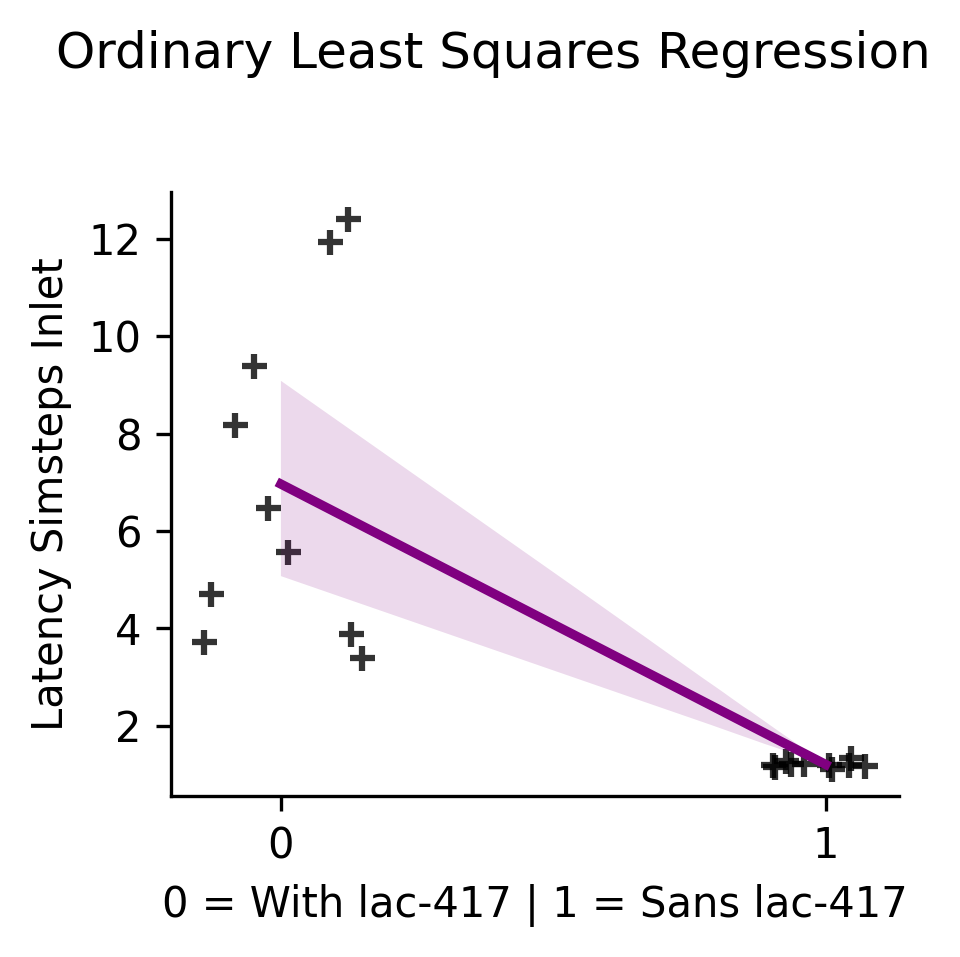 Ordinary Least Squares Regression
Latency Simsteps Inlet
12
10
8
6
4
2
0
1
0 = With lac-417 | 1 = Sans lac-417